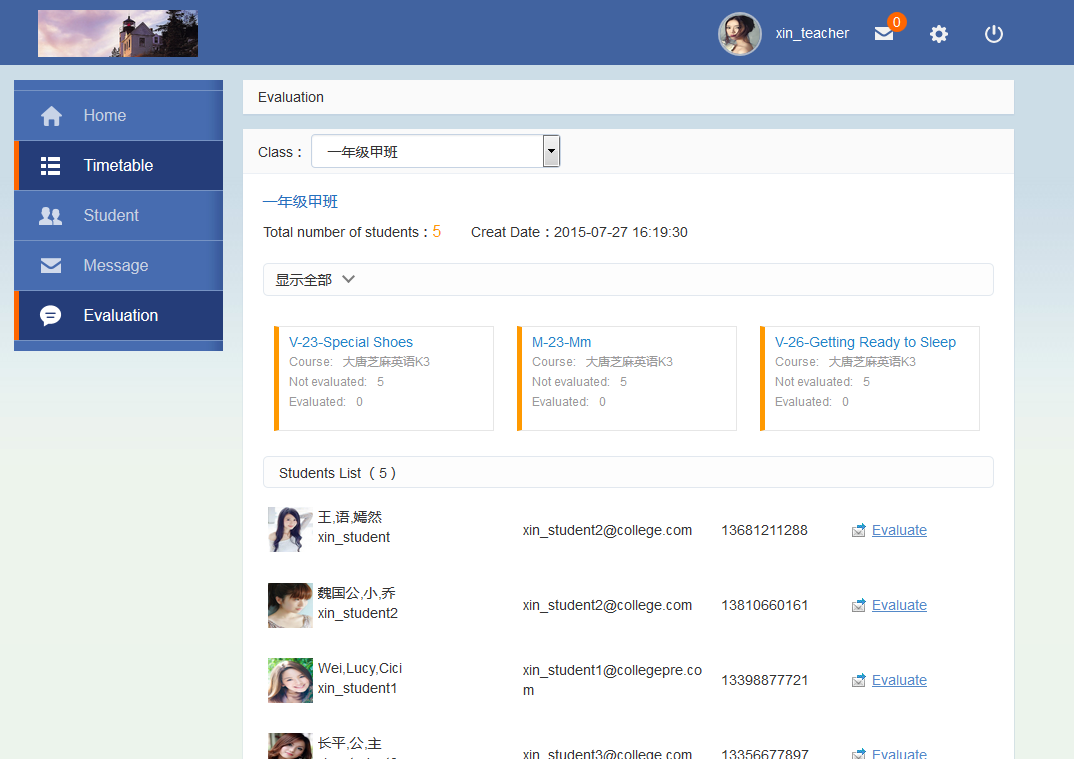 xin_teacher
0
Home
Timetable
Student
Message
Evaluation
Evaluation
Class :
一年级甲班
一年级甲班
Total number of students : 5 Creat Date : 2015-07-27 16:19:30
显示全部
V-23-Special Shoes
Course: 大唐芝麻英语K3
Not evaluated: 5
Evaluated: 0
M-23-Mm
Course: 大唐芝麻英语K3
Not evaluated: 5
Evaluated: 0
V-26-Getting Ready to Sleep
Course: 大唐芝麻英语K3
Not evaluated: 5
Evaluated: 0
Students List ( 5 )
王,语,嫣然
xin_student
xin_student2@college.com
13681211288
Evaluate
魏国公,小,乔
xin_student2
xin_student2@college.com
13810660161
Evaluate
Wei,Lucy,Cici
xin_student1
xin_student1@collegepre.co
m
13398877721
Evaluate
长平,公,主
xin_student3@college.com
13356677897
Evaluate